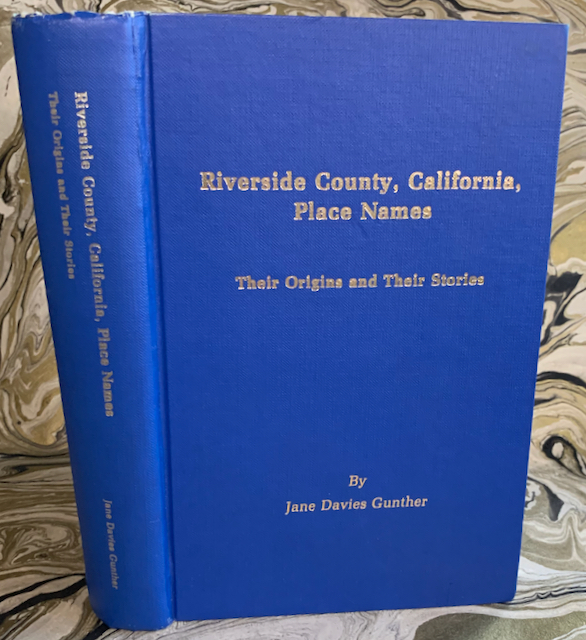 Riverside County, California, Place Names
Their Origins and Their Stories
Jane Davies Gunther
Riverside County, California,
Place Names
Their Origins and Their Stories
By
Jane Davies Gunther